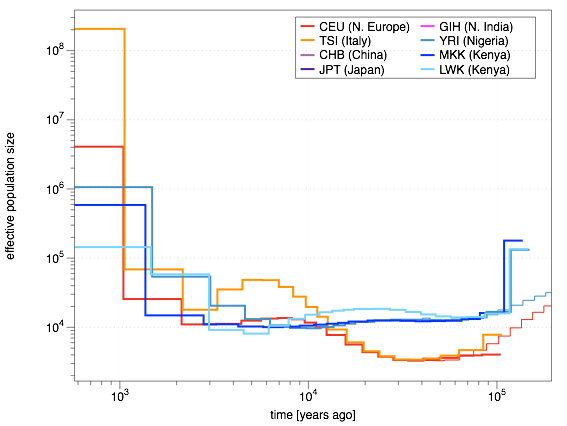 effective population size
10^8
10^7
10^6
10^5
10^4
CEU (N. Europe) GIH (N. India)
TSI (Italy) YRI (Nigeria)
CHB (China) MKK (Kenya)
JPT (Japan) LWK (Kenya)
10^3 10^4 10^5
time [years ago]